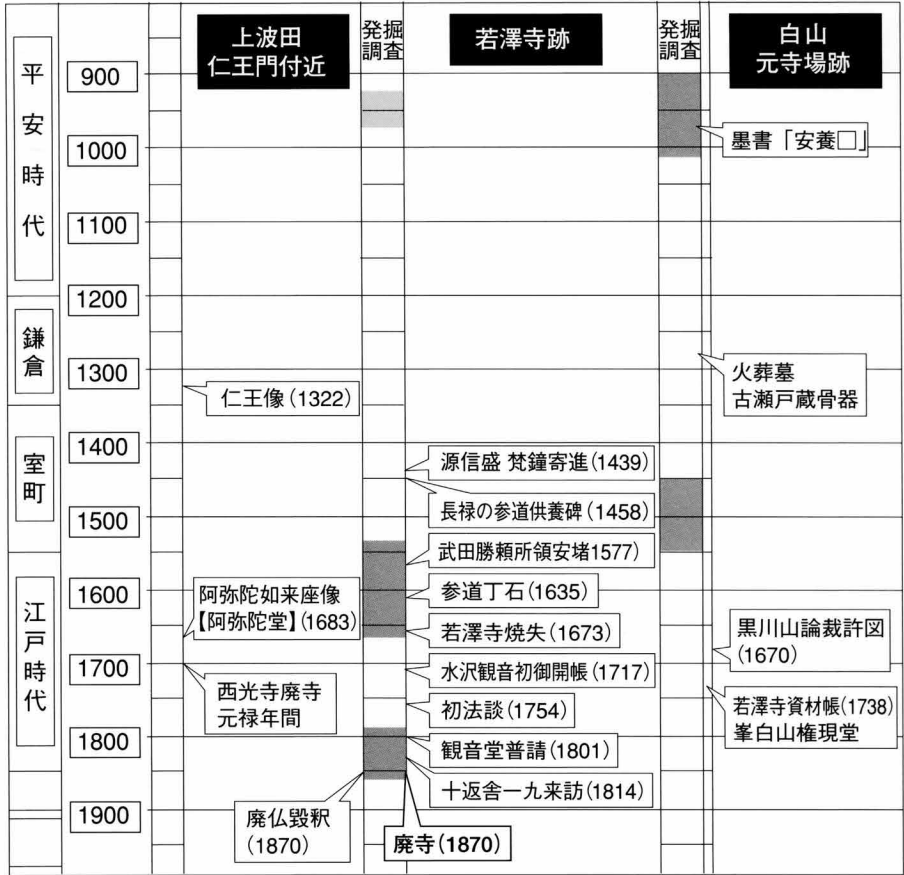 発掘調査
発掘調査
上波田
仁王門付近
若澤寺跡
白山
元寺場跡
平安時代
鎌倉
室町
江戸時代
900
1000
1100
1200
1300
1400
1500
1600
1700
1800
1900
仁王像(1322)
阿弥陀如来座像
【阿弥陀堂】(1683)
西光寺廃寺
元禄年間
廃仏毀釈
(1870)
源信盛 梵鐘寄進(1439)
長禄の参道供養碑(1458)
武田勝頼所領安堵1577)
参道丁石(1635)
若澤寺焼失(1673)
水沢観音初御開帳(1717)
初法談(1754)
観音堂普請(1801)
十返舎一九来訪(1814)
廃寺(1870)
墨書「安養□」
火葬墓
古瀬戸蔵骨器
黒川山論裁許図
(1670)
若澤寺資材帳(1738)
峯白山権現堂